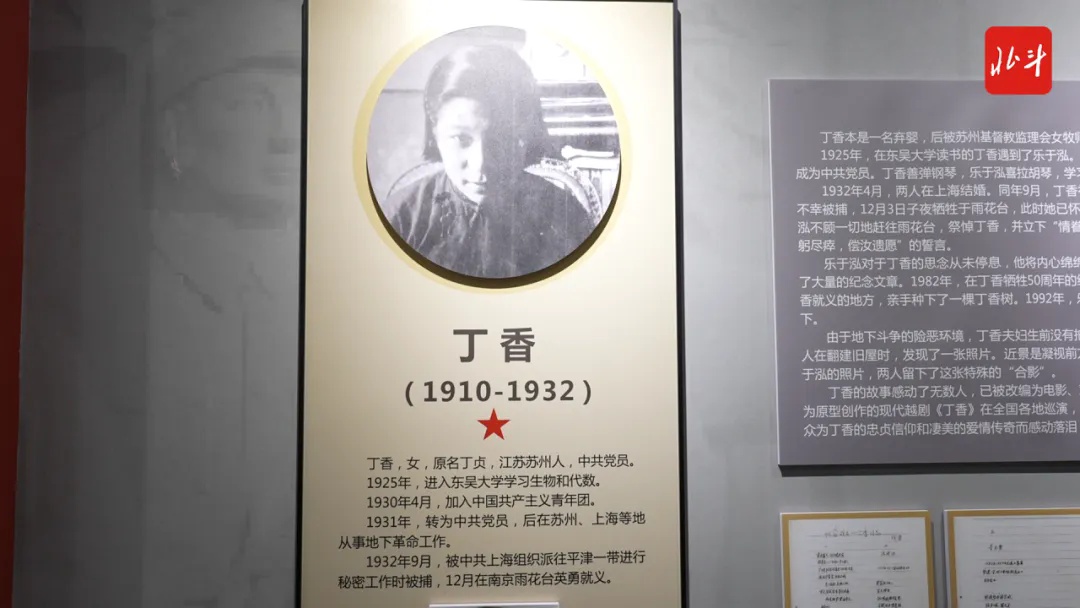 北斗
丁香
(1910-1932)
丁香，女，原名丁贞，江苏苏州人，中共党员。
1925年，进入东吴大学学习生物和代数。
1930年4月，加入中国共产主义青年团。
1931年，转为中共党员，后在苏州、上海等地
从事地下革命工作。
1932年9月，被中共上海组织派往平津一带进行
秘密工作时被捕，12月在南京雨花台英勇就义。
丁香本是一名弃婴，后被苏州基督教监理会女牧师
1925年，在东吴大学读书的丁香遇到了乐于泓。
成为中共党员。丁香善弹钢琴，乐于泓喜拉胡琴，学习
1932年4月，两人在上海结婚。同年9月，丁香
不幸被捕，12月3日子夜牺牲于雨花台，此时她已怀
泓不顾一切地赶往雨花台，祭悼丁香，并立下“情眷
躬尽瘁，偿汝遗愿”的誓言。
乐于泓对于丁香的思念从未停息，他将内心绵绵
了大量的纪念文章。1982年，在丁香牺牲50周年的
香就义的地方，亲手种下了一棵丁香树。1992年，
下。
由于地下斗争的险恶环境，丁香夫妇生前没有
人在翻建旧屋时，发现了一张照片。近景是凝视前
于泓的照片，两人留下了这张特殊的“合影”。
丁香的故事感动了无数人，已被改编为电影、
为原型创作的现代越剧《丁香》在全国各地巡演，
众为丁香的忠贞信仰和凄美的爱情传奇而感动落泪